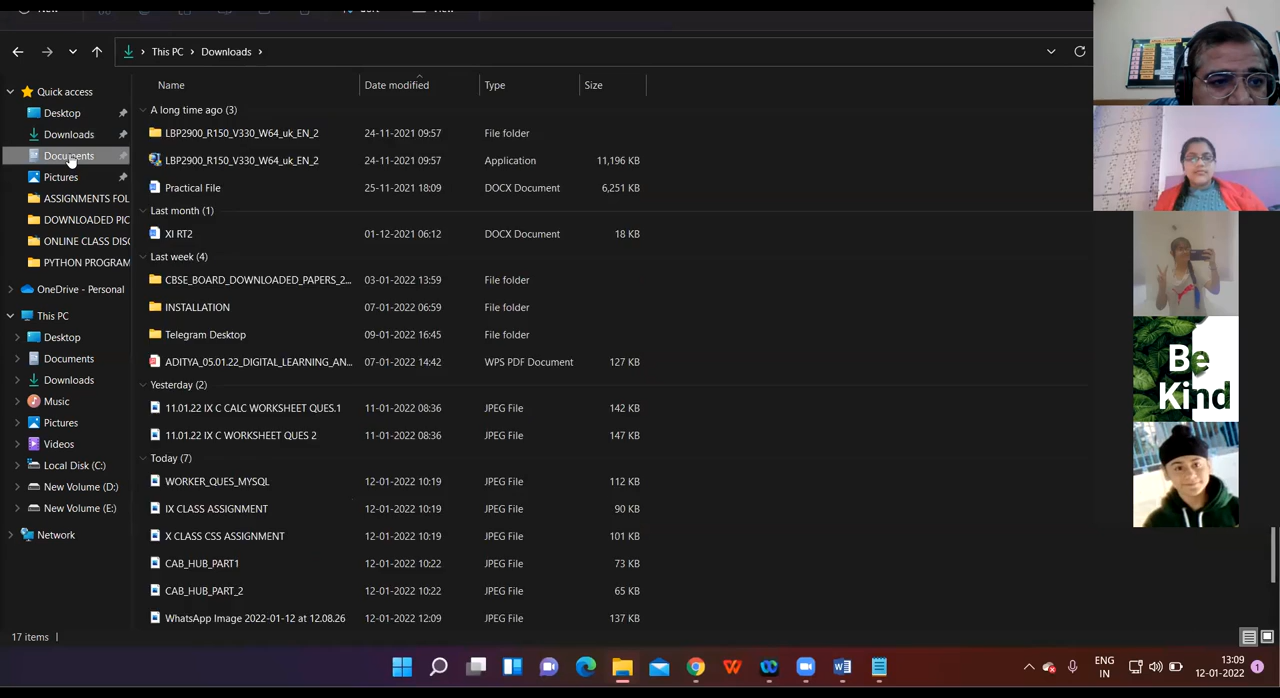 This PC
Downloads
Name
Date modified
Type
Size
Quick access
Desktop
Downloads
Documents
Pictures
ASSIGNMENTS FOL
DOWNLOADED PIC
ONLINE CLASS DISC
PYTHON PROGRAM
OneDrive - Personal
This PC
Desktop
Documents
Downloads
Music
Pictures
Videos
Local Disk (C:)
New Volume (D:)
New Volume (E:)
Network
A long time ago (3)
LBP2900_R150_V330_W64_uk_EN_2 24-11-2021 09:57 File folder
LBP2900_R150_V330_W64_uk_EN_2 24-11-2021 09:57 Application 11,196 KB
Practical File 25-11-2021 18:09 DOCX Document 6,251 KB
Last month (1)
XI RT2 01-12-2021 06:12 DOCX Document 18 KB
Last week (4)
CBSE_BOARD_DOWNLOADED_PAPERS_2... 03-01-2022 13:59 File folder
INSTALLATION 07-01-2022 06:59 File folder
Telegram Desktop 09-01-2022 16:45 File folder
ADITYA_05.01.22_DIGITAL_LEARNING_AN... 07-01-2022 14:42 WPS PDF Document 127 KB
Yesterday (2)
11.01.22 IX C CALC WORKSHEET QUES.1 11-01-2022 08:36 JPEG File 142 KB
11.01.22 IX C WORKSHEET QUES 2 11-01-2022 08:36 JPEG File 147 KB
Today (7)
WORKER_QUES_MYSQL 12-01-2022 10:19 JPEG File 112 KB
IX CLASS ASSIGNMENT 12-01-2022 10:19 JPEG File 90 KB
X CLASS CSS ASSIGNMENT 12-01-2022 10:19 JPEG File 101 KB
CAB_HUB_PART1 12-01-2022 10:22 JPEG File 73 KB
CAB_HUB_PART_2 12-01-2022 10:22 JPEG File 65 KB
WhatsApp Image 2022-01-12 at 12.08.26 12-01-2022 12:09 JPEG File 137 KB
Be
Kind
17 items
ENG
IN
13:09
12-01-2022
1